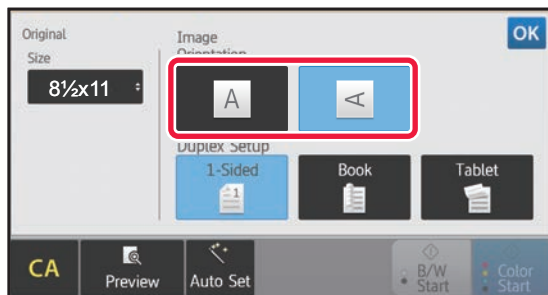 Original
Size
8½x11
Image
Orientation
OK
A
A
Duplex Setup
1-Sided
1
Book
Tablet
CA
Preview
Auto Set
B/W
Start
Color
Start